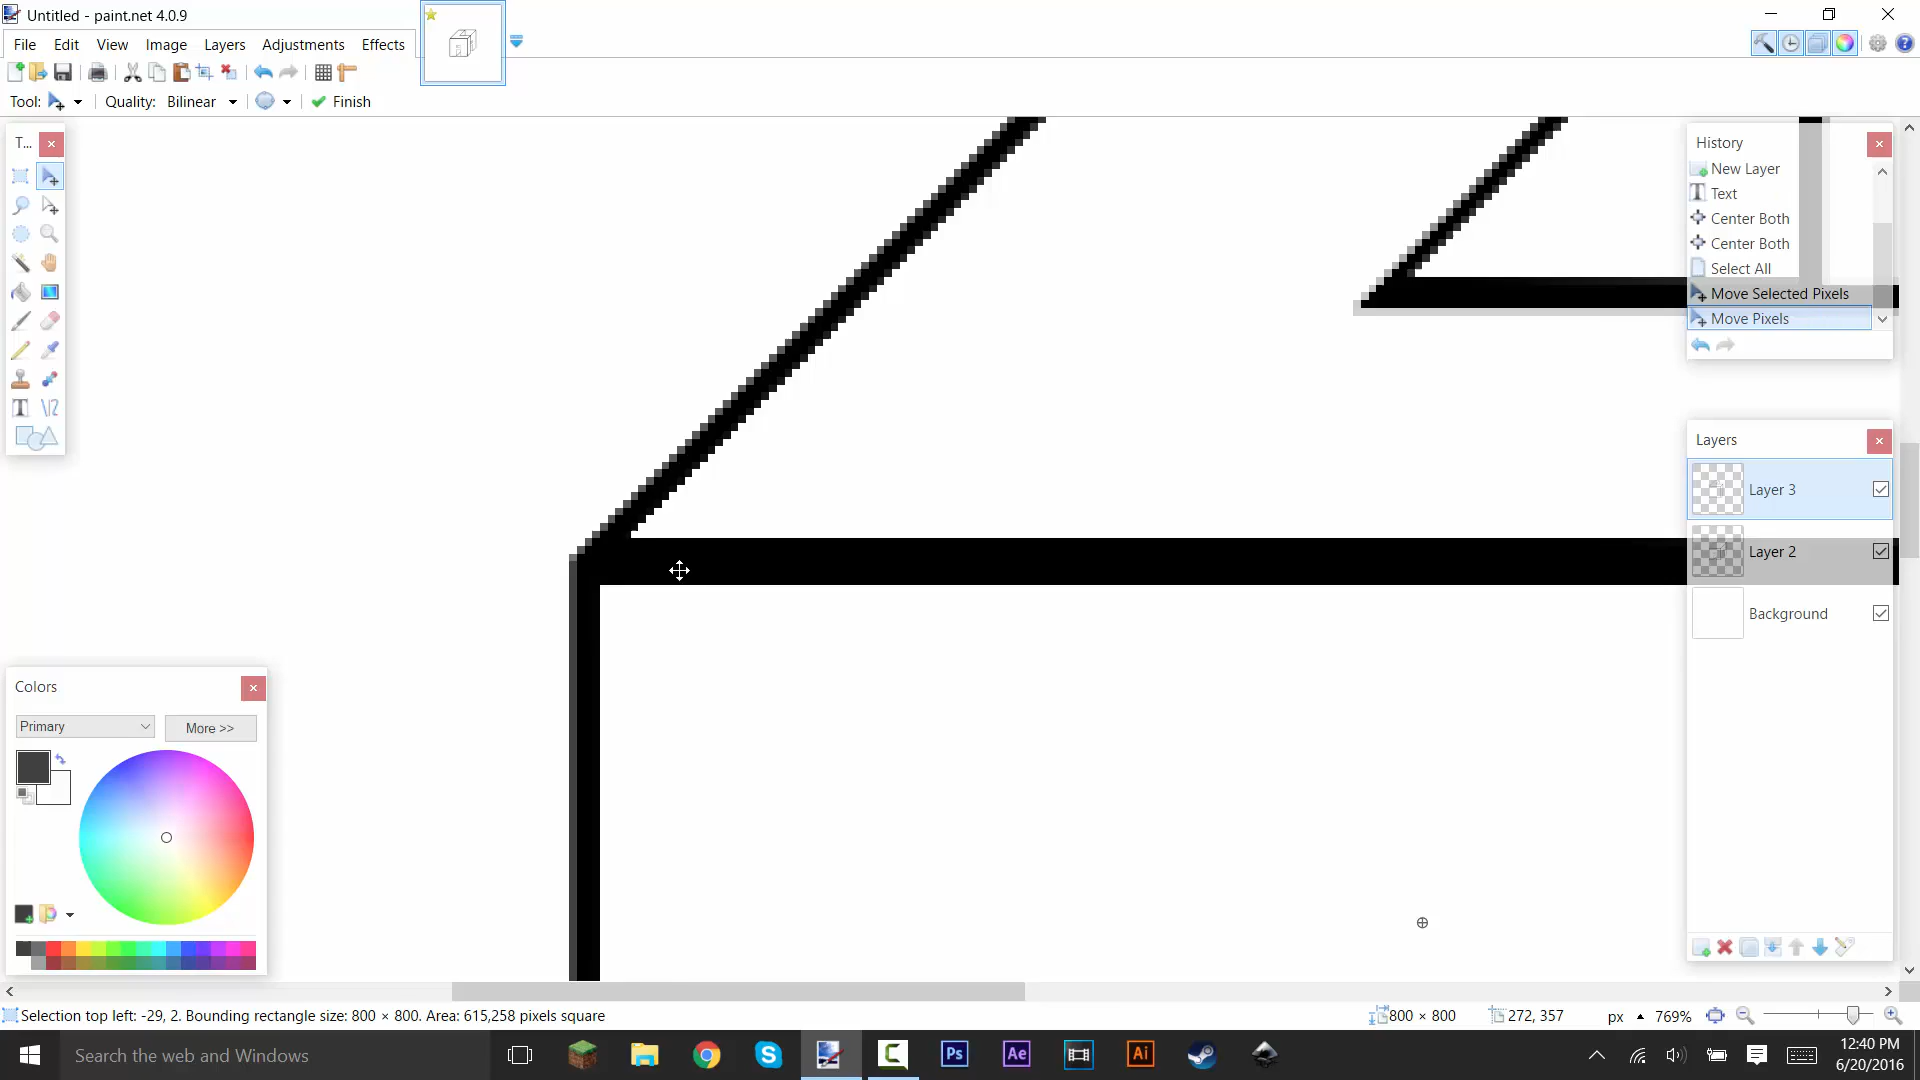 Untitled - paint.net 4.0.9
File Edit View Image Layers Adjustments Effects
Tool: Quality: Bilinear Finish
T...
History
New Layer
Text
Center Both
Center Both
Select All
Move Selected Pixels
Move Pixels
Layers
Layer 3
Layer 2
Background
Colors
Primary More >>
Selection top left: -29, 2. Bounding rectangle size: 800 × 800. Area: 615,258 pixels square 800 × 800 272, 357 px 769%
Search the web and Windows
Ps Ae Ai
12:40 PM
6/20/2016